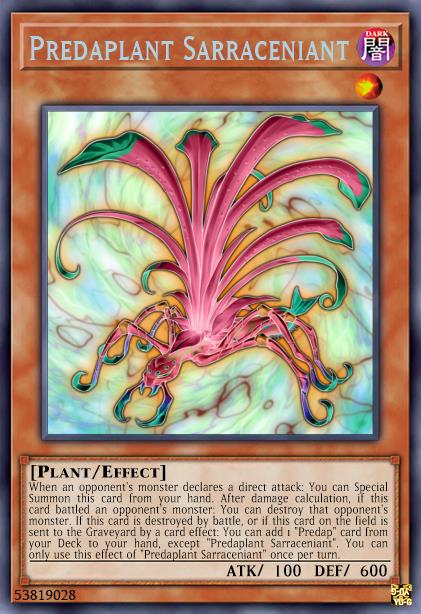 PREDAPLANT SARRACENIANT
DARK
闇
[PLANT/EFFECT]
When an opponent's monster declares a direct attack: You can Special
Summon this card from your hand. After damage calculation, if this
card battled an opponent's monster: You can destroy that opponent's
monster. If this card is destroyed by battle, or if this card on the field is
sent to the Graveyard by a card effect: You can add 1 "Predap" card from
your Deck to your hand, except "Predaplant Sarraceniant". You can
only use this effect of "Predaplant Sarraceniant" once per turn.
ATK/ 100 DEF/ 600
53819028